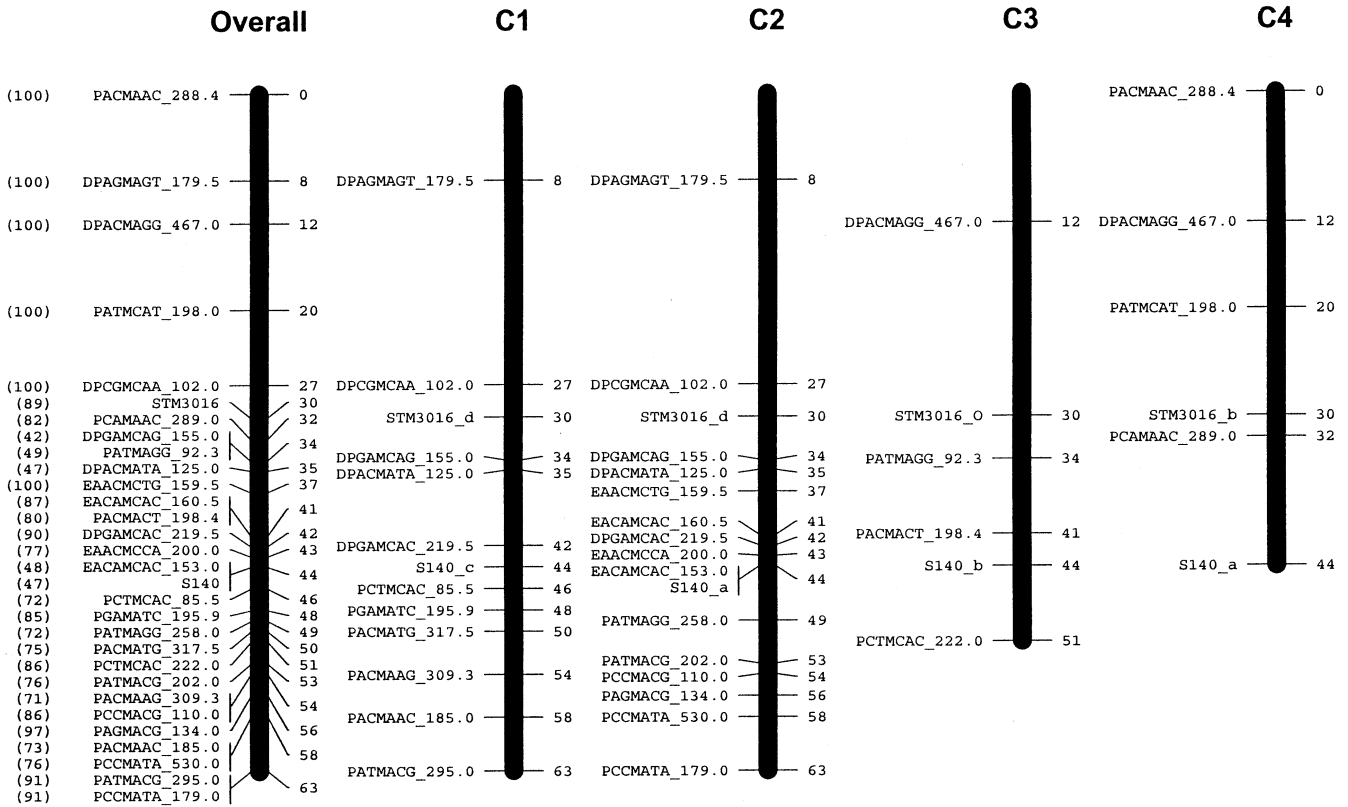 Overall C1 C2 C3 C4
(100) PACMAAC_288.4 0
(100) DPAGMAGT_179.5 8
(100) DPACMAGG_467.0 12
(100) PATMCAT_198.0 20
(100) DPCGMCAA_102.0 27
(89) STM3016 30
(82) PCAMAAC_289.0 32
(42) DPGAMCAG_155.0 34
(49) PATMAGG_92.3
(47) DPACMATA_125.0 35
(100) EAACMCTG_159.5 37
(87) EACAMCAC_160.5 41
(80) PACMACT_198.4
(90) DPGAMCAC_219.5 42
(77) EAACMCCA_200.0 43
(48) EACAMCAC_153.0 44
(47) S140
(72) PCTMCAC_85.5 46
(85) PGAMATC_195.9 48
(72) PATMAGG_258.0 49
(75) PACMATG_317.5 50
(86) PCTMCAC_222.0 51
(76) PATMACG_202.0 53
(71) PACMAAG_309.3 54
(86) PCCMACG_110.0
(97) PAGMACG_134.0 56
(73) PACMAAC_185.0 58
(76) PCCMATA_530.0
(91) PATMACG_295.0 63
(91) PCCMATA_179.0
DPAGMAGT_179.5 8
DPCGMCAA_102.0 27
STM3016_d 30
DPGAMCAG_155.0 34
DPACMATA_125.0 35
DPGAMCAC_219.5 42
S140_c 44
PCTMCAC_85.5 46
PGAMATC_195.9 48
PACMATG_317.5 50
PACMAAG_309.3 54
PACMAAC_185.0 58
PATMACG_295.0 63
DPAGMAGT_179.5 8
DPCGMCAA_102.0 27
STM3016_d 30
DPGAMCAG_155.0 34
DPACMATA_125.0 35
EAACMCTG_159.5 37
EACAMCAC_160.5 41
DPGAMCAC_219.5 42
EAACMCCA_200.0 43
EACAMCAC_153.0 44
S140_a
PATMAGG_258.0 49
PATMACG_202.0 53
PCCMACG_110.0 54
PAGMACG_134.0 56
PCCMATA_530.0 58
PCCMATA_179.0 63
DPACMAGG_467.0 12
STM3016_O 30
PATMAGG_92.3 34
PACMACT_198.4 41
S140_b 44
PCTMCAC_222.0 51
PACMAAC_288.4 0
DPACMAGG_467.0 12
PATMCAT_198.0 20
STM3016_b 30
PCAMAAC_289.0 32
S140_a 44